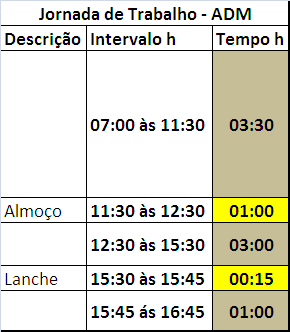 Jornada de Trabalho - ADM
Descrição Intervalo h Tempo h
07:00 às 11:30 03:30
Almoço 11:30 às 12:30 01:00
12:30 às 15:30 03:00
Lanche 15:30 às 15:45 00:15
15:45 ás 16:45 01:00